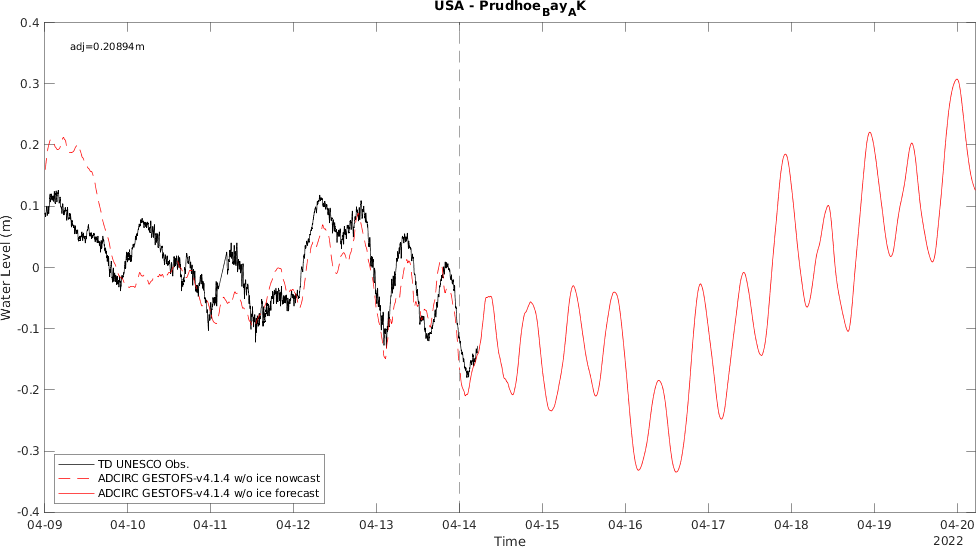 USA - PrudhoeBayAK
adj=0.20894m
0.4
0.3
0.2
0.1
0
-0.1
-0.2
-0.3
-0.4
Water Level (m)
TD UNESCO Obs.
ADCIRC GESTOFS-v4.1.4 w/o ice nowcast
ADCIRC GESTOFS-v4.1.4 w/o ice forecast
04-09 04-10 04-11 04-12 04-13 04-14 04-15 04-16 04-17 04-18 04-19 04-20
Time
2022